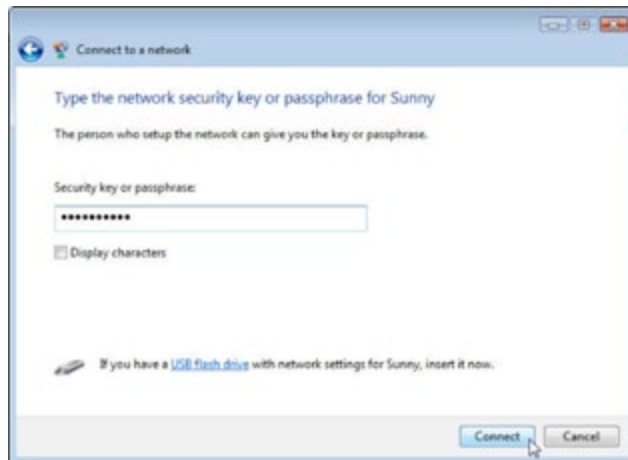 Connect to a network
Type the network security key or passphrase for Sunny
The person who setup the network can give you the key or passphrase.
Security key or passphrase:
••••••••••
Display characters
If you have a USB flash drive with network settings for Sunny, insert it now.
Connect
Cancel